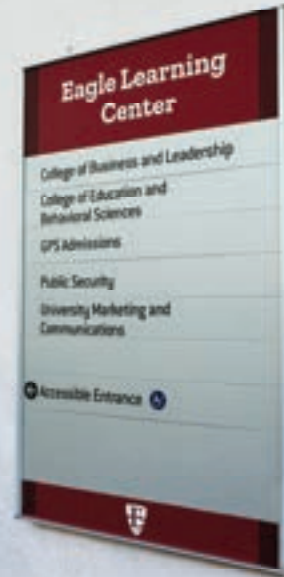 Eagle Learning
Center
College of Business and Leadership
College of Education and
Behavioral Sciences
GPS Admissions
Public Security
University Marketing and
Communications
Accessible Entrance
F